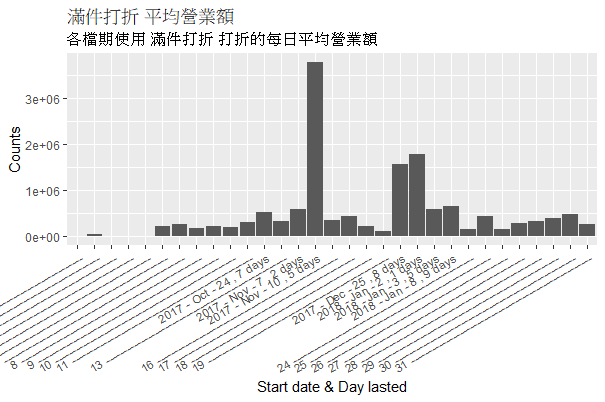 滿件打折 平均營業額
各檔期使用 滿件打折 打折的每日平均營業額
Counts
3e+06
2e+06
1e+06
0e+00
2017 - Oct - 24 , 7 days
2017 - Nov - 7 , 2 days
2017 - Nov - 10 , 3 days
2017 - Dec - 25 , 8 days
2018 - Jan - 2 , 1 days
2018 - Jan - 3 , 5 days
2018 - Jan - 8 , 9 days
8
9
10
11
13
16
17
18
19
24
25
26
27
28
29
30
31
Start date & Day lasted